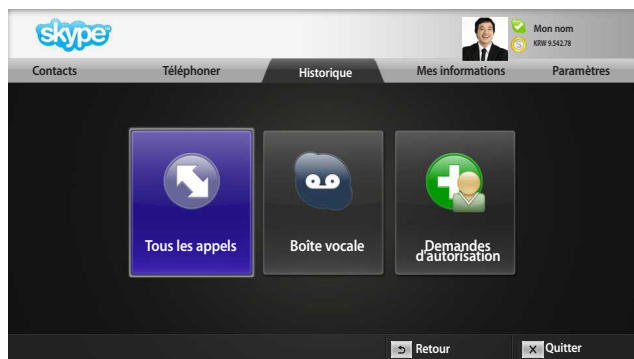 skype
Mon nom
KRW 9.542.78
Contacts Téléphoner Historique Mes informations Paramètres
Tous les appels Boîte vocale Demandes
d'autorisation
Retour X Quitter